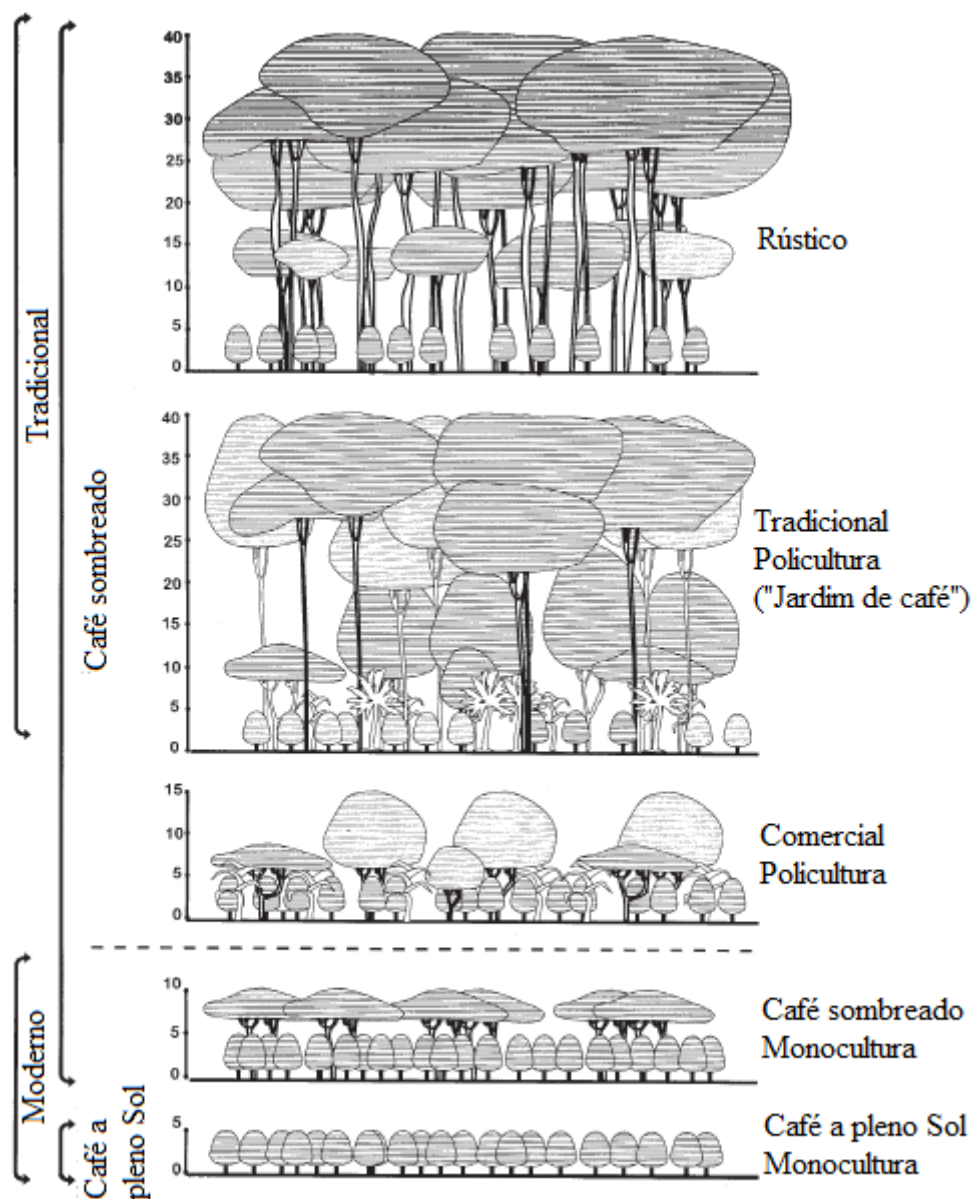 Tradicional
Café sombreado
Moderno
Café a
pleno Sol
40
35
30
25
20
15
10
5
0
Rústico
40
35
30
25
20
15
10
5
0
Tradicional
Policultura
("Jardim de café")
15
10
5
0
Comercial
Policultura
10
5
0
Café sombreado
Monocultura
5
0
Café a pleno Sol
Monocultura